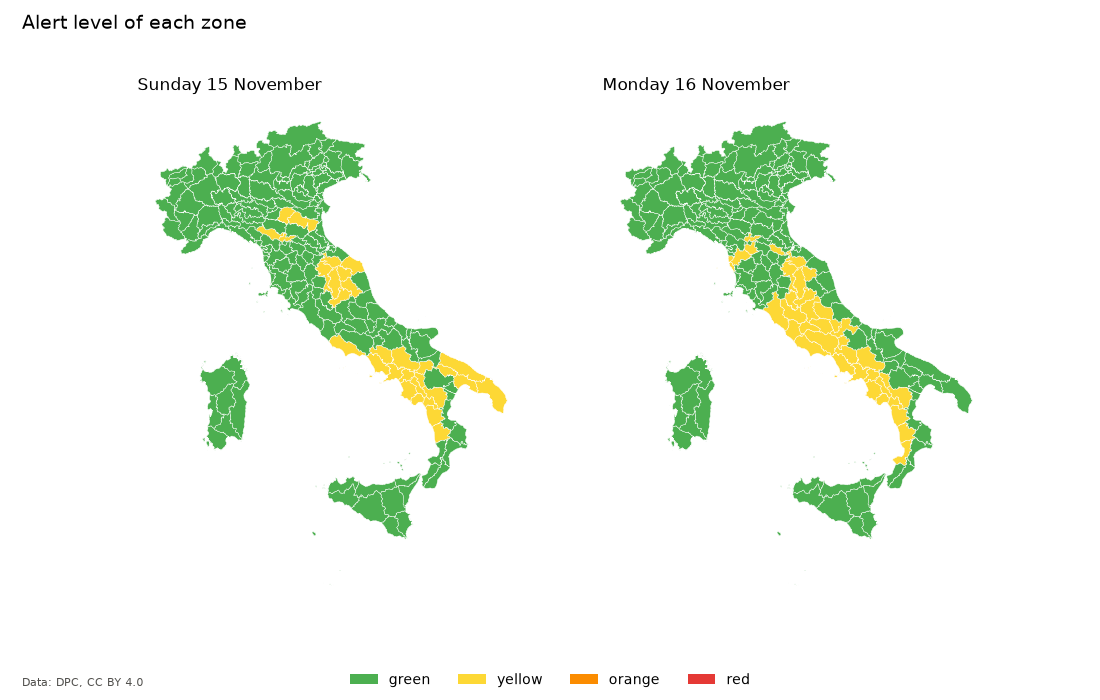 Alert level of each zone
Sunday 15 November
Monday 16 November
green
yellow
orange
red
Data: DPC, CC BY 4.0